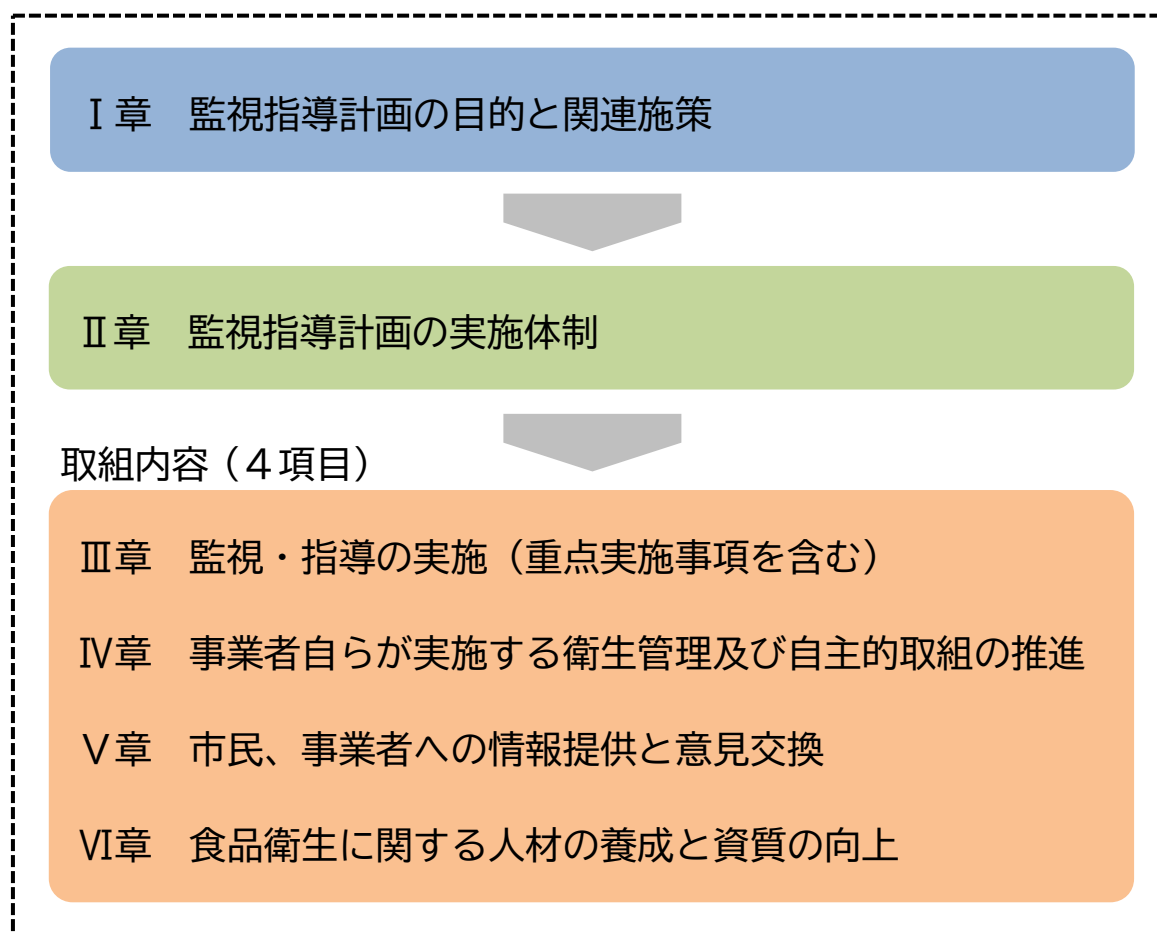 Ⅰ章　監視指導計画の目的と関連施策
Ⅱ章　監視指導計画の実施体制
取組内容（４項目）
Ⅲ章　監視・指導の実施（重点実施事項を含む）
Ⅳ章　事業者自らが実施する衛生管理及び自主的取組の推進
Ⅴ章　市民、事業者への情報提供と意見交換
Ⅵ章　食品衛生に関する人材の養成と資質の向上